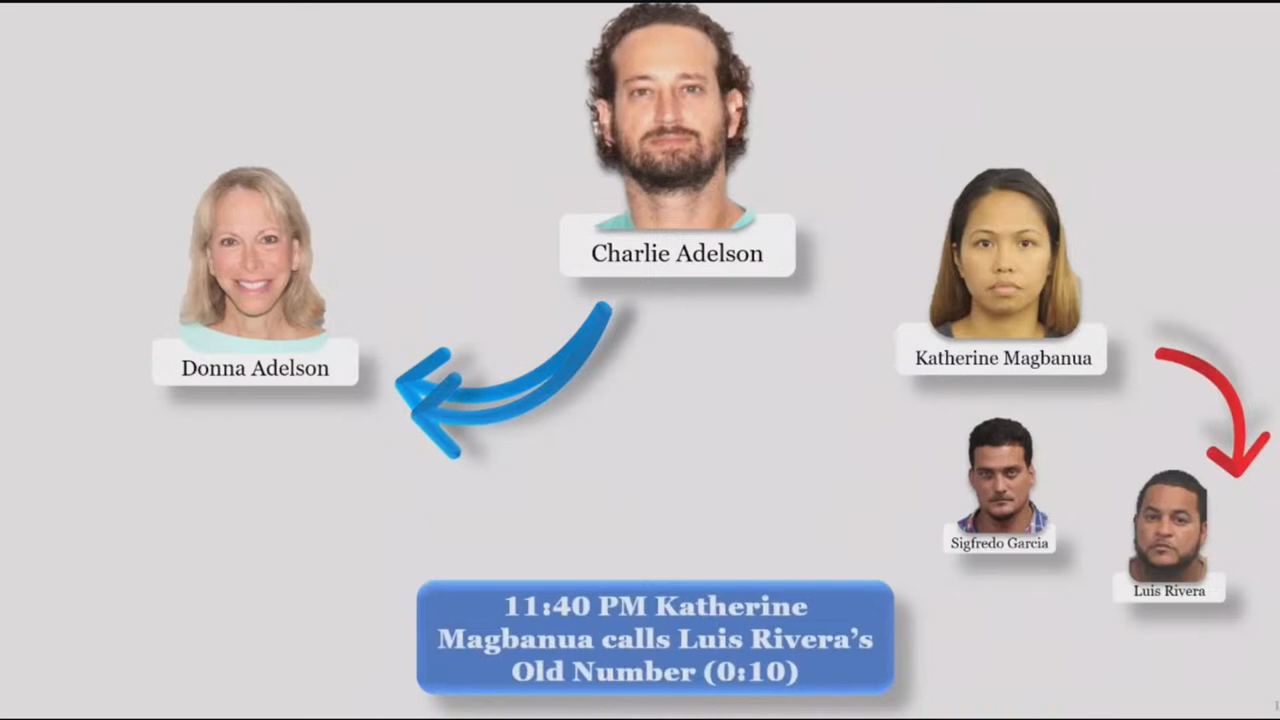 Charlie Adelson
Donna Adelson
Katherine Magbanua
Sigfredo Garcia
Luis Rivera
11:40 PM Katherine
Magbanua calls Luis Rivera’s
Old Number (0:10)